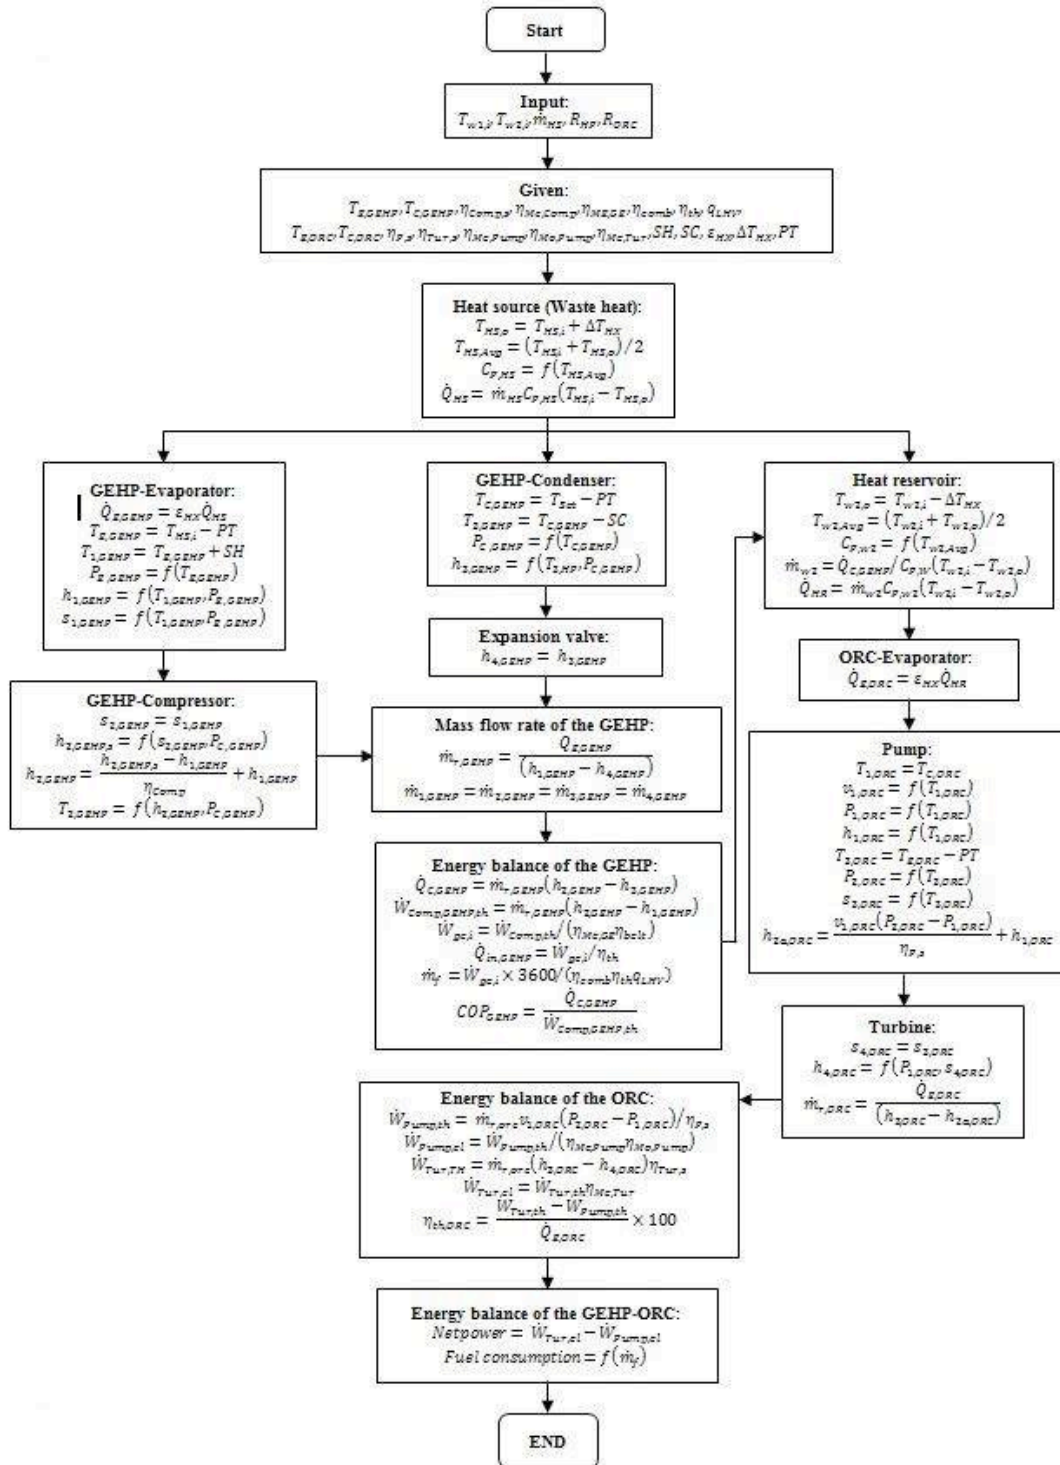 Start
Input:
T_{w1,i}, T_{w2,i}, ṁ_{HS}, R_{HP}, R_{ORC}
Given:
T_{E,GEHP}, T_{C,GEHP}, η_{Comp,s}, η_{Mc,Comp}, η_{ME,GE}, η_{comb}, η_{th}, q_{LHV},
T_{E,ORC}, T_{C,ORC}, η_{P,s}, η_{Tur,s}, η_{Mc,Pump}, η_{Mo,Pump}, η_{Mc,Tur}, SH, SC, ε_{HX}, ΔT_{HX}, PT
Heat source (Waste heat):
T_{HS,o} = T_{HS,i} + ΔT_{HX}
T_{HS,Avg} = (T_{HS,i} + T_{HS,o})/2
C_{P,HS} = f(T_{HS,Avg})
Q̇_{HS} = ṁ_{HS}C_{P,HS}(T_{HS,i} − T_{HS,o})
GEHP-Evaporator:
Q̇_{E,GEHP} = ε_{HX}Q̇_{HS}
T_{E,GEHP} = T_{HS,i} − PT
T_{1,GEHP} = T_{E,GEHP} + SH
P_{E,GEHP} = f(T_{E,GEHP})
h_{1,GEHP} = f(T_{1,GEHP}, P_{E,GEHP})
s_{1,GEHP} = f(T_{1,GEHP}, P_{E,GEHP})
GEHP-Compressor:
s_{2,GEHP} = s_{1,GEHP}
h_{2,GEHP,s} = f(s_{2,GEHP}, P_{C,GEHP})
h_{2,GEHP} = (h_{2,GEHP,s} − h_{1,GEHP})/η_{Comp} + h_{1,GEHP}
T_{2,GEHP} = f(h_{2,GEHP}, P_{C,GEHP})
GEHP-Condenser:
T_{C,GEHP} = T_{Set} − PT
T_{3,GEHP} = T_{C,GEHP} − SC
P_{C,GEHP} = f(T_{C,GEHP})
h_{3,GEHP} = f(T_{3,HP}, P_{C,GEHP})
Expansion valve:
h_{4,GEHP} = h_{3,GEHP}
Mass flow rate of the GEHP:
ṁ_{r,GEHP} = Q_{E,GEHP}/(h_{1,GEHP} − h_{4,GEHP})
ṁ_{1,GEHP} = ṁ_{2,GEHP} = ṁ_{3,GEHP} = ṁ_{4,GEHP}
Energy balance of the GEHP:
Q̇_{C,GEHP} = ṁ_{r,GEHP}(h_{2,GEHP} − h_{3,GEHP})
Ẇ_{Comp,GEHP,th} = ṁ_{r,GEHP}(h_{2,GEHP} − h_{1,GEHP})
Ẇ_{gc,i} = Ẇ_{Comp,th}/(η_{Mc,GE}η_{belt})
Q̇_{in,GEHP} = Ẇ_{gc,i}/η_{th}
ṁ_{f} = Ẇ_{gc,i} × 3600/(η_{comb}η_{th}q_{LHV})
COP_{GEHP} = Q̇_{C,GEHP}/Ẇ_{Comp,GEHP,th}
Heat reservoir:
T_{w2,o} = T_{w2,i} − ΔT_{HX}
T_{w2,Avg} = (T_{w2,i} + T_{w2,o})/2
C_{P,w2} = f(T_{w2,Avg})
ṁ_{w2} = Q̇_{C,GEHP}/C_{P,W}(T_{w2,i} − T_{w2,o})
Q̇_{HR} = ṁ_{w2}C_{P,w2}(T_{w2,i} − T_{w2,o})
ORC-Evaporator:
Q̇_{E,ORC} = ε_{HX}Q̇_{HR}
Pump:
T_{1,ORC} = T_{C,ORC}
v_{1,ORC} = f(T_{1,ORC})
P_{1,ORC} = f(T_{1,ORC})
h_{1,ORC} = f(T_{1,ORC})
T_{3,ORC} = T_{E,ORC} − PT
P_{2,ORC} = f(T_{3,ORC})
s_{3,ORC} = f(T_{3,ORC})
h_{2a,ORC} = v_{1,ORC}(P_{2,ORC} − P_{1,ORC})/η_{P,s} + h_{1,ORC}
Turbine:
s_{4,ORC} = s_{3,ORC}
h_{4,ORC} = f(P_{1,ORC}, s_{4,ORC})
ṁ_{r,ORC} = Q̇_{E,ORC}/(h_{3,ORC} − h_{2a,ORC})
Energy balance of the ORC:
Ẇ_{Pump,th} = ṁ_{r,orc}v_{1,ORC}(P_{2,ORC} − P_{1,ORC})/η_{P,s}
Ẇ_{Pump,el} = Ẇ_{Pump,th}/(η_{Mc,Pump}η_{Mo,Pump})
Ẇ_{Tur,TH} = ṁ_{r,orc}(h_{3,ORC} − h_{4,ORC})η_{Tur,s}
Ẇ_{Tur,el} = Ẇ_{Tur,th}η_{Mc,Tur}
η_{th,ORC} = (Ẇ_{Tur,th} − Ẇ_{Pump,th})/Q̇_{E,ORC} × 100
Energy balance of the GEHP-ORC:
Netpower = Ẇ_{Tur,el} − Ẇ_{Pump,el}
Fuel consumption = f(ṁ_{f})
END